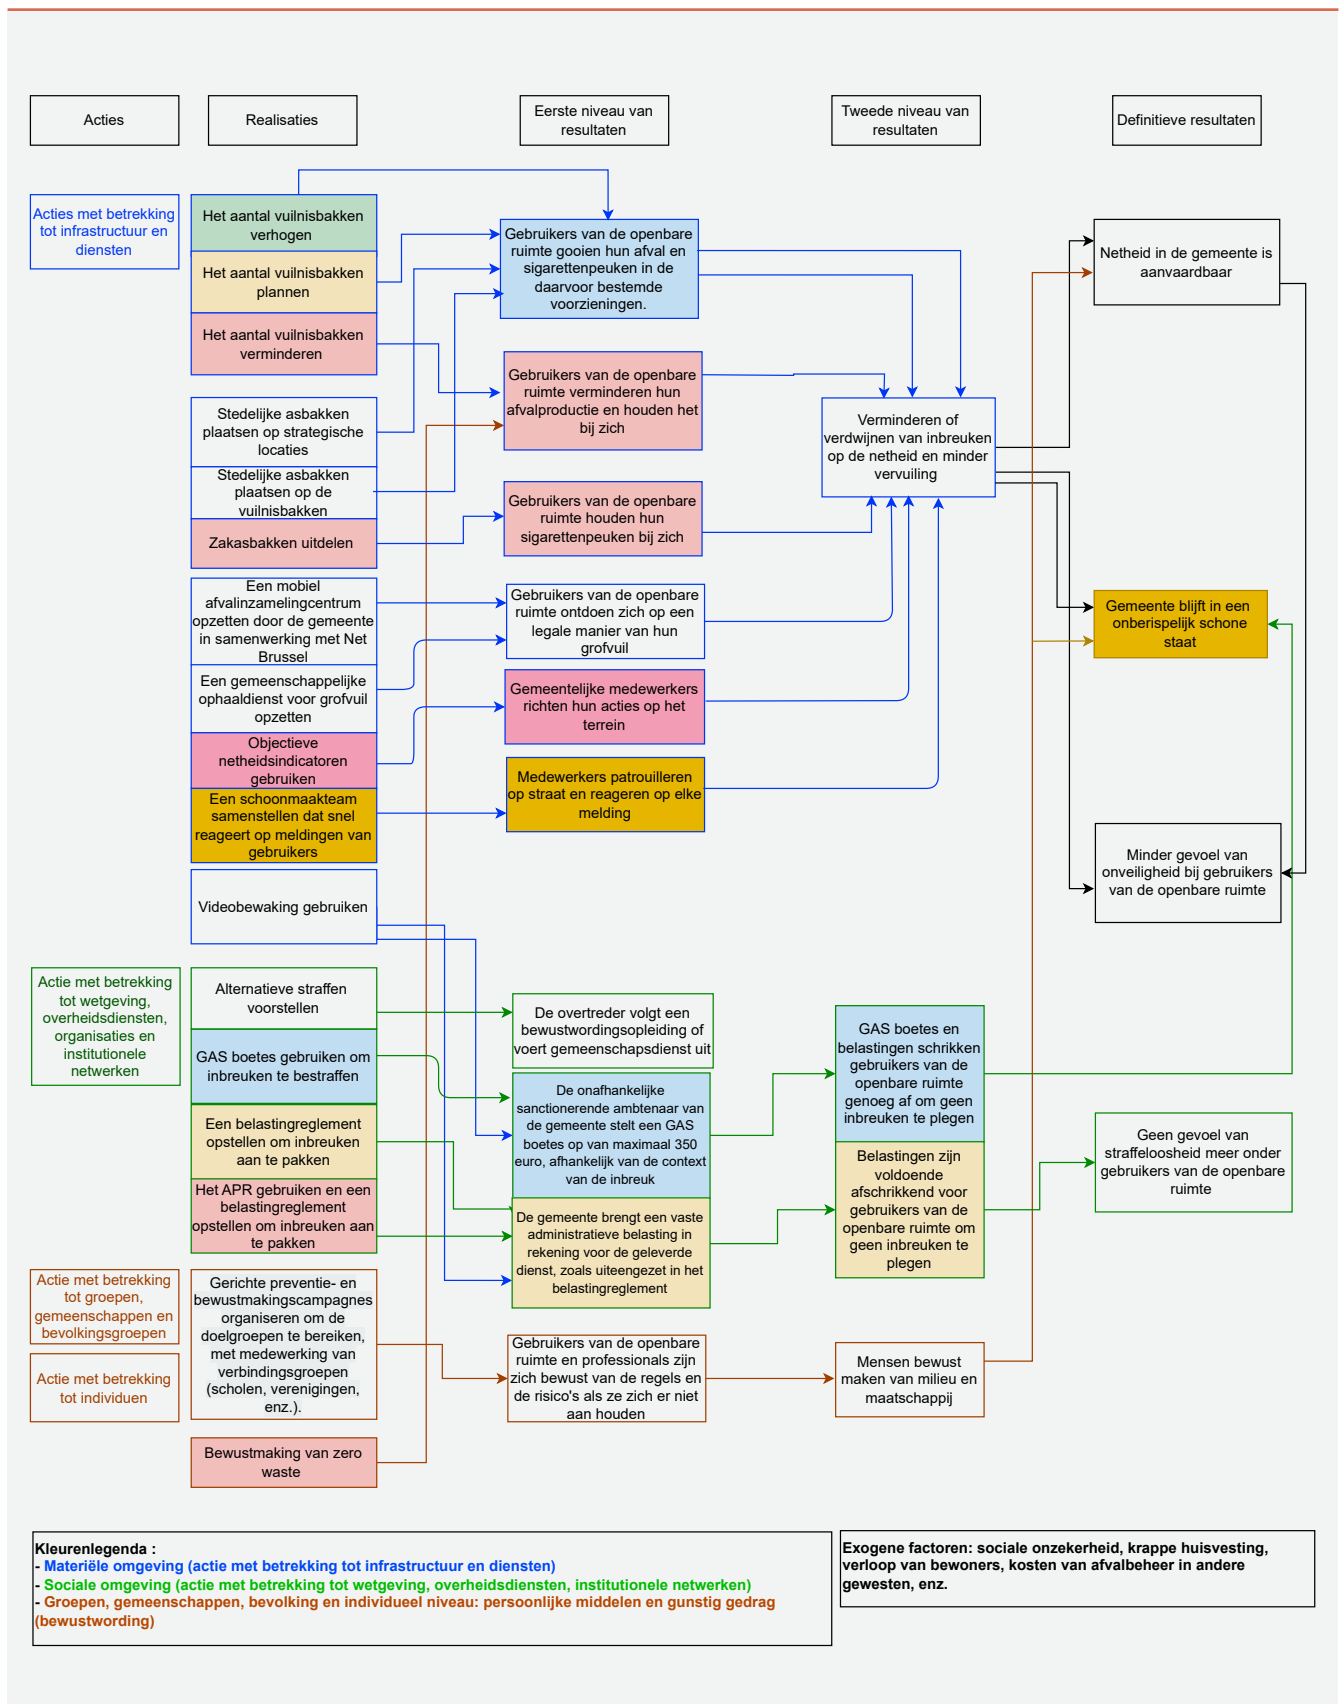 Acties
Realisaties
Eerste niveau van
resultaten
Tweede niveau van
resultaten
Definitieve resultaten
Acties met betrekking
tot infrastructuur en
diensten
Het aantal vuilnisbakken
verhogen
Het aantal vuilnisbakken
plannen
Het aantal vuilnisbakken
verminderen
Stedelijke asbakken
plaatsen op strategische
locaties
Stedelijke asbakken
plaatsen op de
vuilnisbakken
Zakasbakken uitdelen
Een mobiel
afvalinzamelingcentrum
opzetten door de gemeente
in samenwerking met Net
Brussel
Een gemeenschappelijke
ophaaldienst voor grofvuil
opzetten
Objectieve
netheidsindicatoren
gebruiken
Een schoonmaakteam
samenstellen dat snel
reageert op meldingen van
gebruikers
Videobewaking gebruiken
Gebruikers van de openbare
ruimte gooien hun afval en
sigarettenpeuken in de
daarvoor bestemde
voorzieningen.
Gebruikers van de openbare
ruimte verminderen hun
afvalproductie en houden het
bij zich
Gebruikers van de openbare
ruimte houden hun
sigarettenpeuken bij zich
Gebruikers van de openbare
ruimte ontdoen zich op een
legale manier van hun
grofvuil
Gemeentelijke medewerkers
richten hun acties op het
terrein
Medewerkers patrouilleren
op straat en reageren op elke
melding
Verminderen of
verdwijnen van inbreuken
op de netheid en minder
vervuiling
Netheid in de gemeente is
aanvaardbaar
Gemeente blijft in een
onberispelijk schone
staat
Minder gevoel van
onveiligheid bij gebruikers
van de openbare ruimte
Actie met betrekking
tot wetgeving,
overheidsdiensten,
organisaties en
institutionele
netwerken
Alternatieve straffen
voorstellen
GAS boetes gebruiken om
inbreuken te bestraffen
Een belastingreglement
opstellen om inbreuken
aan te pakken
Het APR gebruiken en een
belastingreglement
opstellen om inbreuken aan
te pakken
De overtreder volgt een
bewustwordingsopleiding of
voert gemeenschapsdienst uit
De onafhankelijke
sanctionerende ambtenaar van
de gemeente stelt een GAS
boetes op van maximaal 350
euro, afhankelijk van de context
van de inbreuk
De gemeente brengt een vaste
administratieve belasting in
rekening voor de geleverde
dienst, zoals uiteengezet in het
belastingreglement
GAS boetes en
belastingen schrikken
gebruikers van de
openbare ruimte
genoeg af om geen
inbreuken te plegen
Belastingen zijn
voldoende
afschrikkend voor
gebruikers van de
openbare ruimte om
geen inbreuken te
plegen
Geen gevoel van
straffeloosheid meer onder
gebruikers van de openbare
ruimte
Actie met betrekking
tot groepen,
gemeenschappen en
bevolkingsgroepen
Actie met betrekking
tot individuen
Gerichte preventie- en
bewustmakingscampagnes
organiseren om de
doelgroepen te bereiken,
met medewerking van
verbindingsgroepen
(scholen, verenigingen,
enz.).
Bewustmaking van zero
waste
Gebruikers van de openbare
ruimte en professionals zijn
zich bewust van de regels en
de risico's als ze zich er niet
aan houden
Mensen bewust
maken van milieu en
maatschappij
Kleurenlegenda :
- Materiële omgeving (actie met betrekking tot infrastructuur en diensten)
- Sociale omgeving (actie met betrekking tot wetgeving, overheidsdiensten, institutionele netwerken)
- Groepen, gemeenschappen, bevolking en individueel niveau: persoonlijke middelen en gunstig gedrag
(bewustwording)
Exogene factoren: sociale onzekerheid, krappe huisvesting,
verloop van bewoners, kosten van afvalbeheer in andere
gewesten, enz.